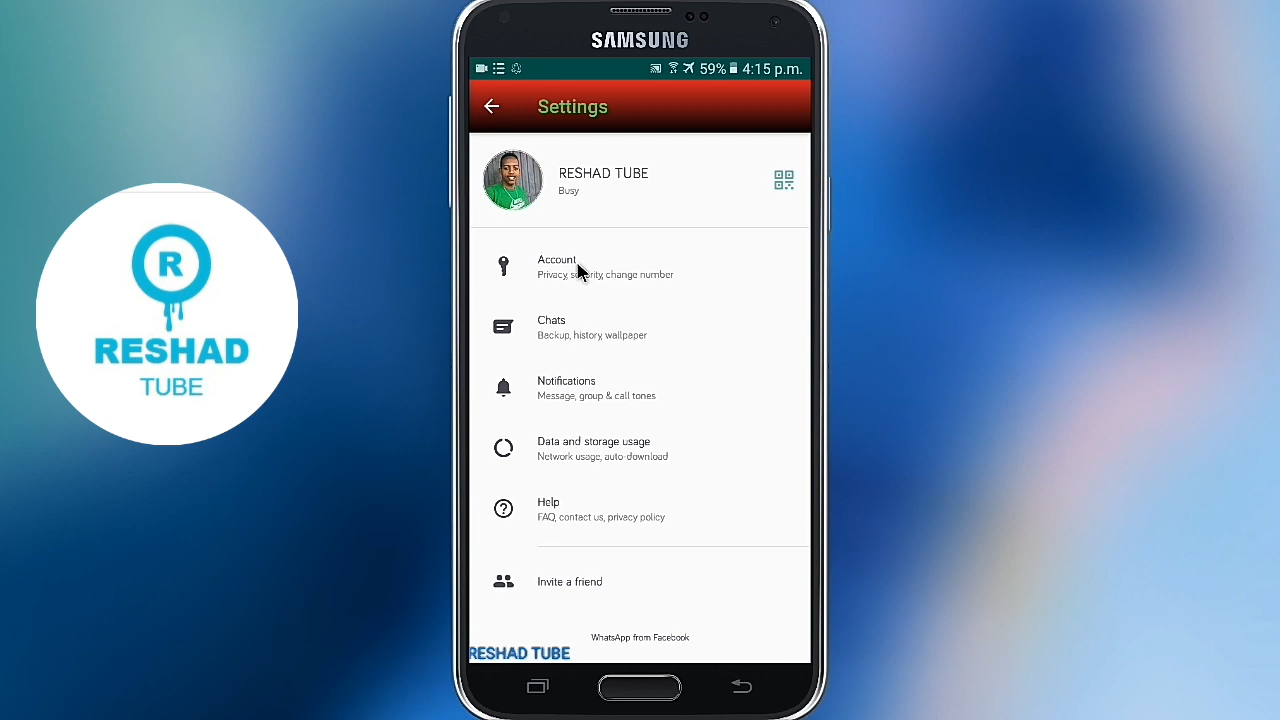 SAMSUNG
59% 4:15 p.m.
Settings
RESHAD TUBE
Busy
Account
Privacy, security, change number
Chats
Backup, history, wallpaper
Notifications
Message, group & call tones
Data and storage usage
Network usage, auto-download
Help
FAQ, contact us, privacy policy
Invite a friend
WhatsApp from Facebook
RESHAD TUBE
R
RESHAD
TUBE